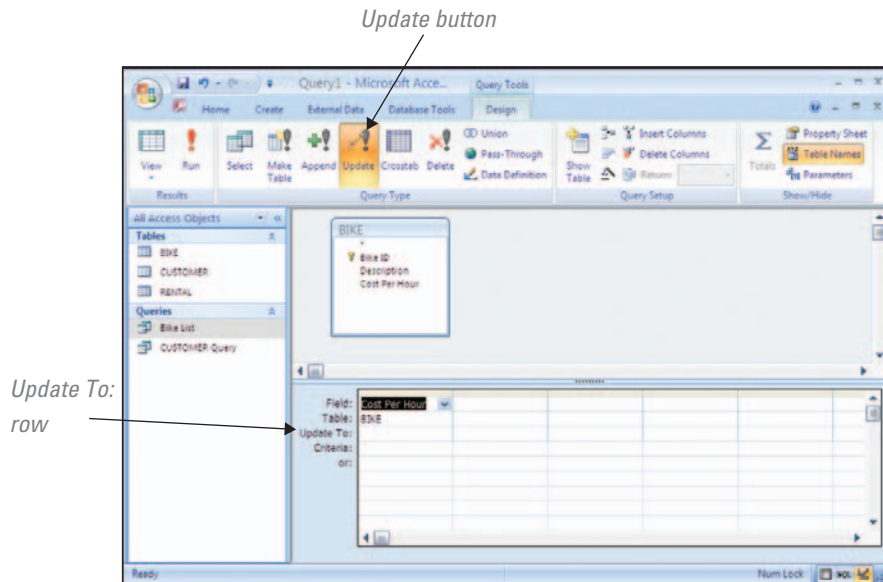 Update button
Query1 - Microsoft Acce...
Query Tools
Home Create External Data Database Tools Design
View
Run
Select
Make Table
Append
Update
Crosstab
Delete
Union
Pass-Through
Data Definition
Show Table
Insert Columns
Delete Columns
Return:
Totals
Property Sheet
Table Names
Parameters
Results
Query Type
Query Setup
Show/Hide
All Access Objects
Tables
BIKE
CUSTOMER
RENTAL
Queries
Bike List
CUSTOMER Query
BIKE
*
Bike ID
Description
Cost Per Hour
Update To:
row
Field: Cost Per Hour
Table: BIKE
Update To:
Criteria:
or:
Ready
Num Lock
SQL